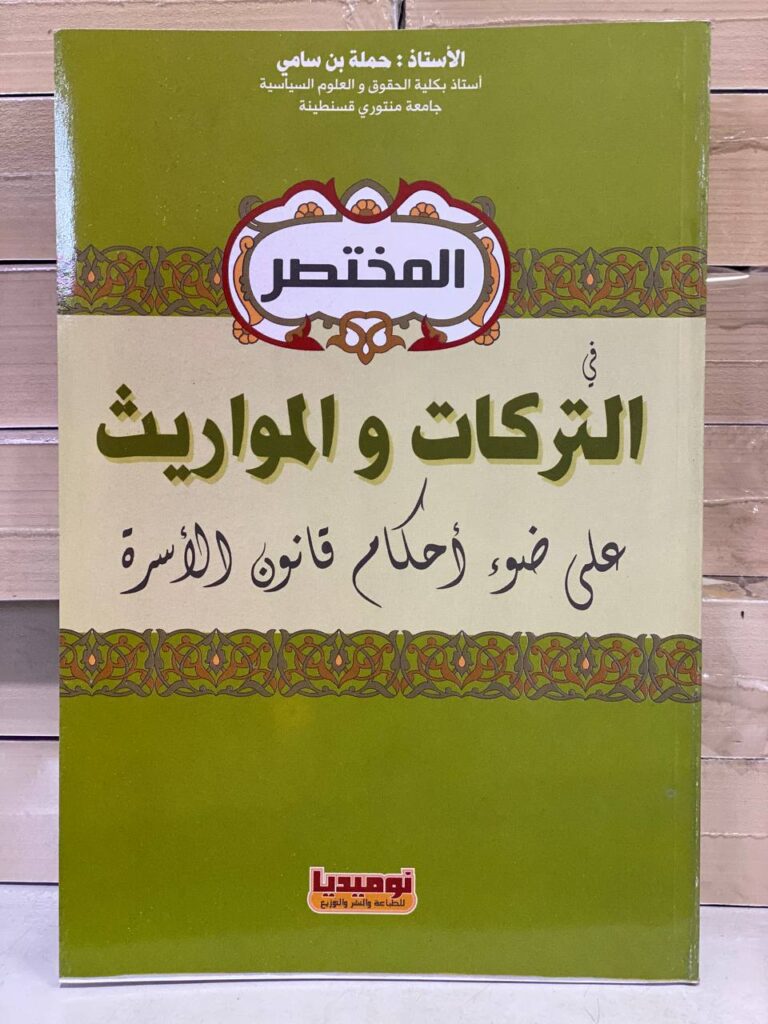 الأستاذ : حملة بن سامي
أستاذ بكلية الحقوق و العلوم السياسية
جامعة منتوري قسنطينة
المختصر
في
التركات و المواريث
على ضوء أحكام قانون الأسرة
نوميديا
للطباعة والنشر والتوزيع